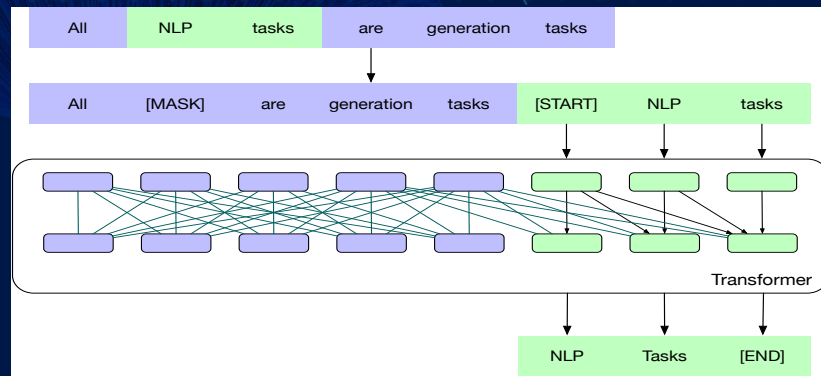 All NLP tasks are generation tasks
All [MASK] are generation tasks [START] NLP tasks
Transformer
NLP Tasks [END]